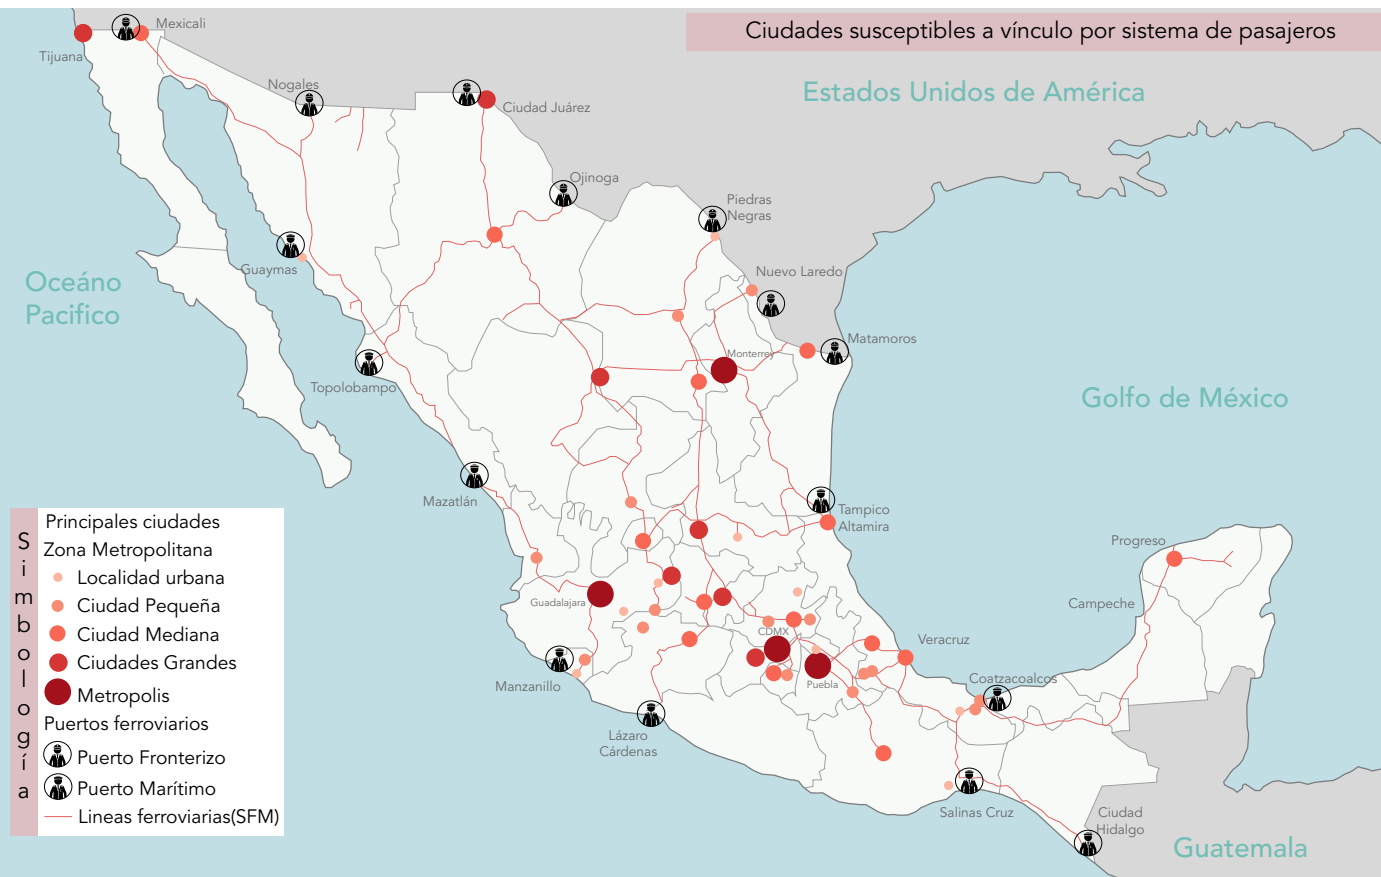 Ciudades susceptibles a vínculo por sistema de pasajeros
Mexicali
Tijuana
Nogales
Ciudad Juárez
Estados Unidos de América
Ojinoga
Piedras
Negras
Guaymas
Nuevo Laredo
Oceáno
Pacifico
Matamoros
Monterrey
Topolobampo
Golfo de México
Mazatlán
Tampico
Altamira
Progreso
Guadalajara
Campeche
CDMX
Veracruz
Puebla
Coatzacoalcos
Manzanillo
Lázaro
Cárdenas
Salinas Cruz
Ciudad
Hidalgo
Guatemala
Simbología
Principales ciudades
Zona Metropolitana
Localidad urbana
Ciudad Pequeña
Ciudad Mediana
Ciudades Grandes
Metropolis
Puertos ferroviarios
Puerto Fronterizo
Puerto Marítimo
Lineas ferroviarias(SFM)